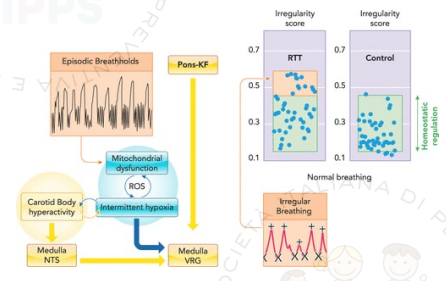 Irregularity
score
Irregularity
score
Episodic Breathholds
Pons-KF
0.7
0.5
0.3
0.1
RTT
0.7
0.5
0.3
0.1
Control
Homeostatic
regulation
Mitochondrial
dysfunction
ROS
Intermittent hypoxia
Carotid Body
hyperactivity
Medulla
NTS
Medulla
VRG
Normal breathing
Irregular
Breathing